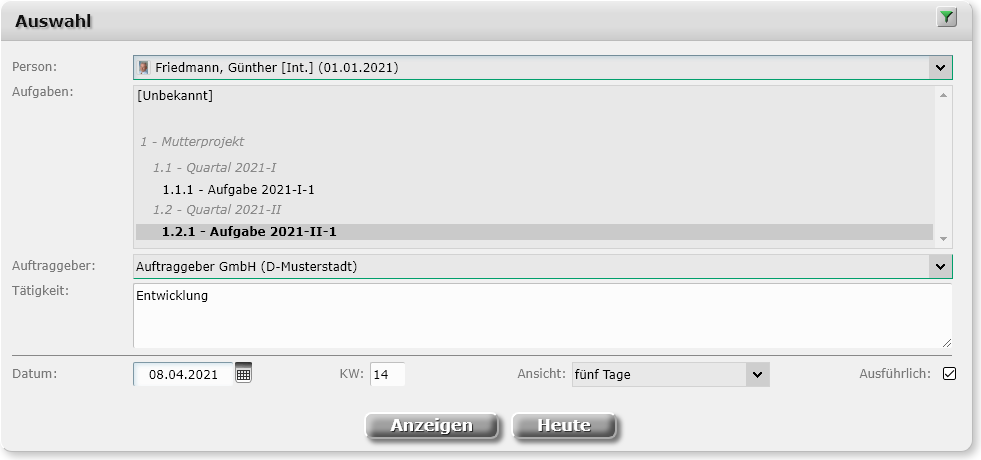 Auswahl
Person: Friedmann, Günther [Int.] (01.01.2021)
Aufgaben: [Unbekannt]
1 - Mutterprojekt
1.1 - Quartal 2021-I
1.1.1 - Aufgabe 2021-I-1
1.2 - Quartal 2021-II
1.2.1 - Aufgabe 2021-II-1
Auftraggeber: Auftraggeber GmbH (D-Musterstadt)
Tätigkeit: Entwicklung
Datum: 08.04.2021 KW: 14 Ansicht: fünf Tage Ausführlich:
Anzeigen Heute